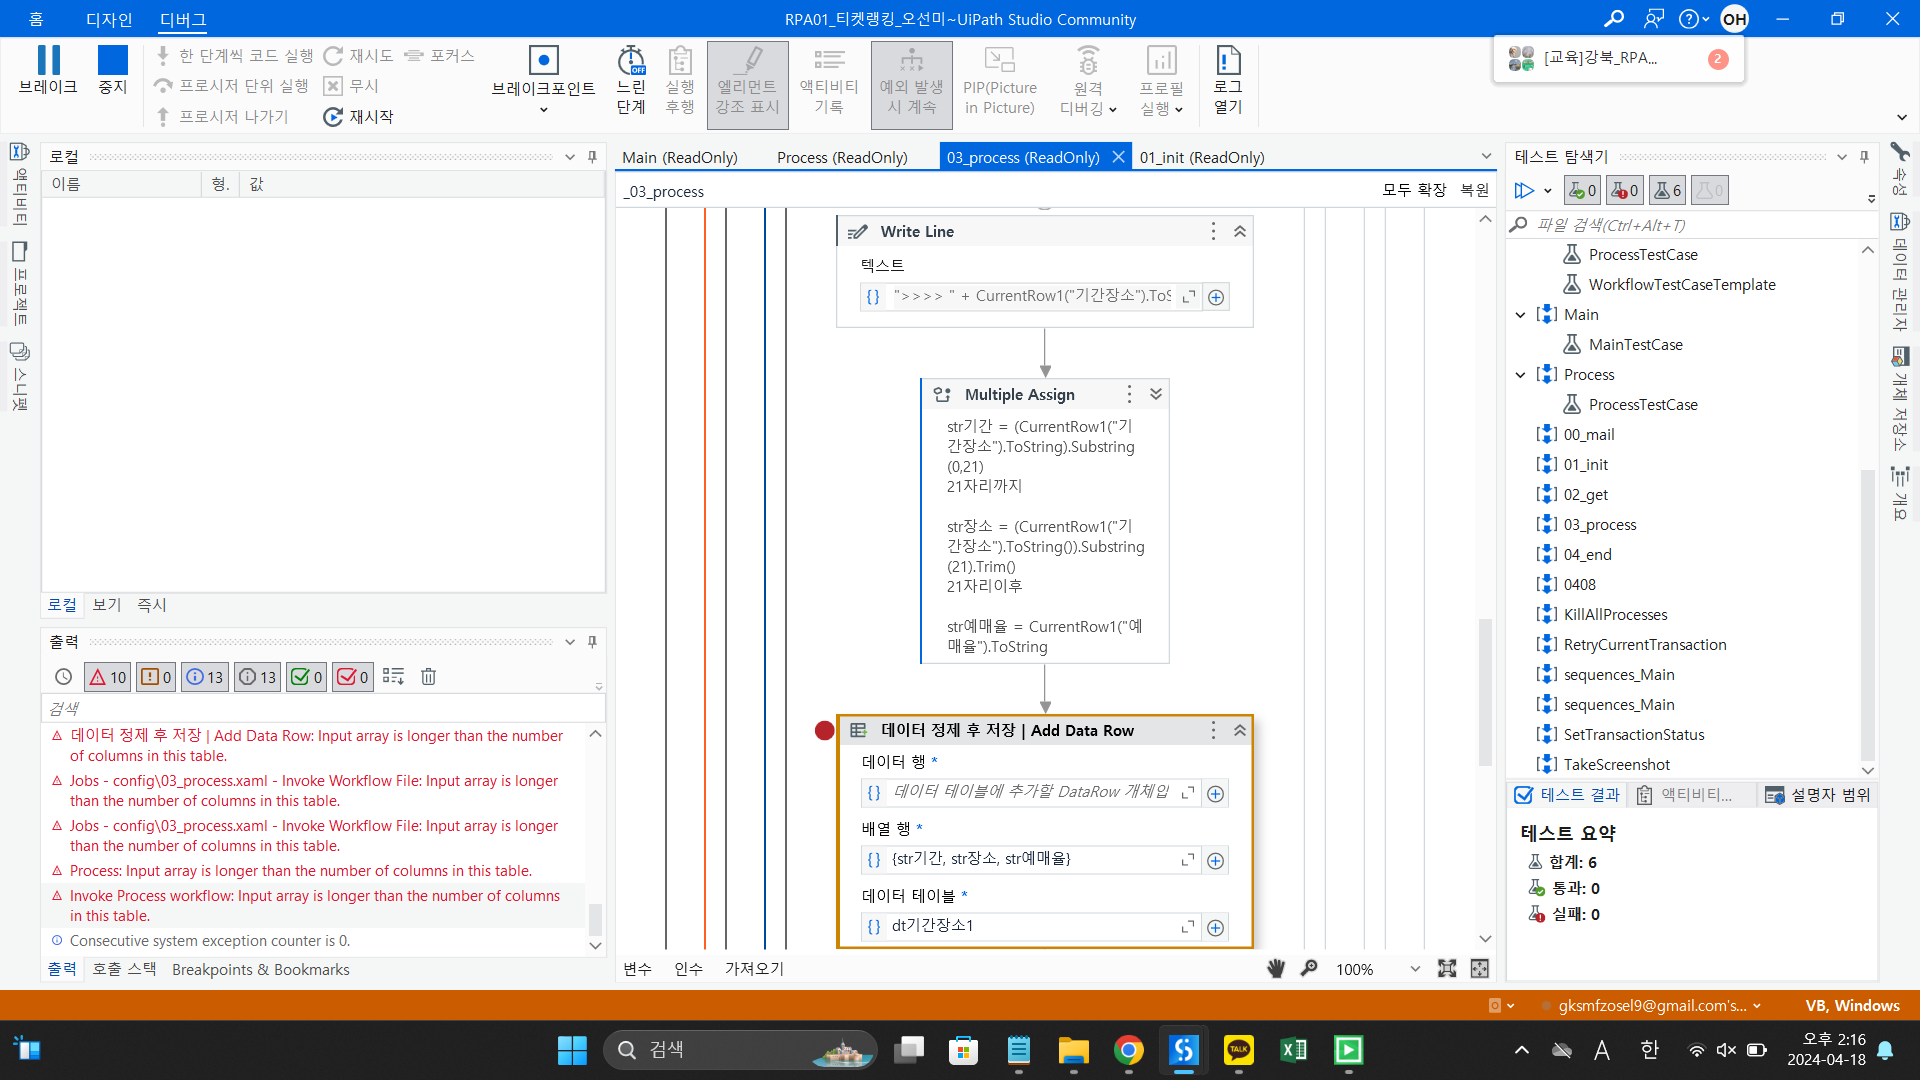 홈
디자인
디버그
RPA01_티켓랭킹_오선미~UiPath Studio Community
OH
[교육]강북_RPA...
2
브레이크
중지
한 단계씩 코드 실행
재시도
포커스
프로시저 단위 실행
무시
프로시저 나가기
재시작
브레이크포인트
OFF
느린
단계
실행
후행
엘리먼트
강조 표시
액티비티
기록
예외 발생
시 계속
PIP(Picture
in Picture)
원격
디버깅
프로필
실행
로그
열기
액티비티
프로젝트
스니펫
로컬
이름
형.
값
로컬
보기
즉시
출력
10
0
13
13
0
0
검색
데이터 정제 후 저장 | Add Data Row: Input array is longer than the number
of columns in this table.
Jobs - config\03_process.xaml - Invoke Workflow File: Input array is longer
than the number of columns in this table.
Jobs - config\03_process.xaml - Invoke Workflow File: Input array is longer
than the number of columns in this table.
Process: Input array is longer than the number of columns in this table.
Invoke Process workflow: Input array is longer than the number of columns
in this table.
Consecutive system exception counter is 0.
출력
호출 스택
Breakpoints & Bookmarks
Main (ReadOnly)
Process (ReadOnly)
03_process (ReadOnly)
01_init (ReadOnly)
_03_process
모두 확장
복원
Write Line
텍스트
">>>> " + CurrentRow1("기간장소").ToS
Multiple Assign
str기간 = (CurrentRow1("기
간장소").ToString).Substring
(0,21)
21자리까지
str장소 = (CurrentRow1("기
간장소").ToString()).Substring
(21).Trim()
21자리이후
str예매율 = CurrentRow1("예
매율").ToString
데이터 정제 후 저장 | Add Data Row
데이터 행 *
데이터 테이블에 추가할 DataRow 개체입
배열 행 *
{str기간, str장소, str예매율}
데이터 테이블 *
dt기간장소1
변수
인수
가져오기
100%
테스트 탐색기
0
0
6
0
파일 검색(Ctrl+Alt+T)
ProcessTestCase
WorkflowTestCaseTemplate
Main
MainTestCase
Process
ProcessTestCase
00_mail
01_init
02_get
03_process
04_end
0408
KillAllProcesses
RetryCurrentTransaction
sequences_Main
sequences_Main
SetTransactionStatus
TakeScreenshot
테스트 결과
액티비티...
설명자 범위
테스트 요약
합계: 6
통과: 0
실패: 0
속성
데이터 관리자
개체 저장소
개요
gksmfzosel9@gmail.com's...
VB, Windows
검색
TALK
A
한
오후 2:16
2024-04-18